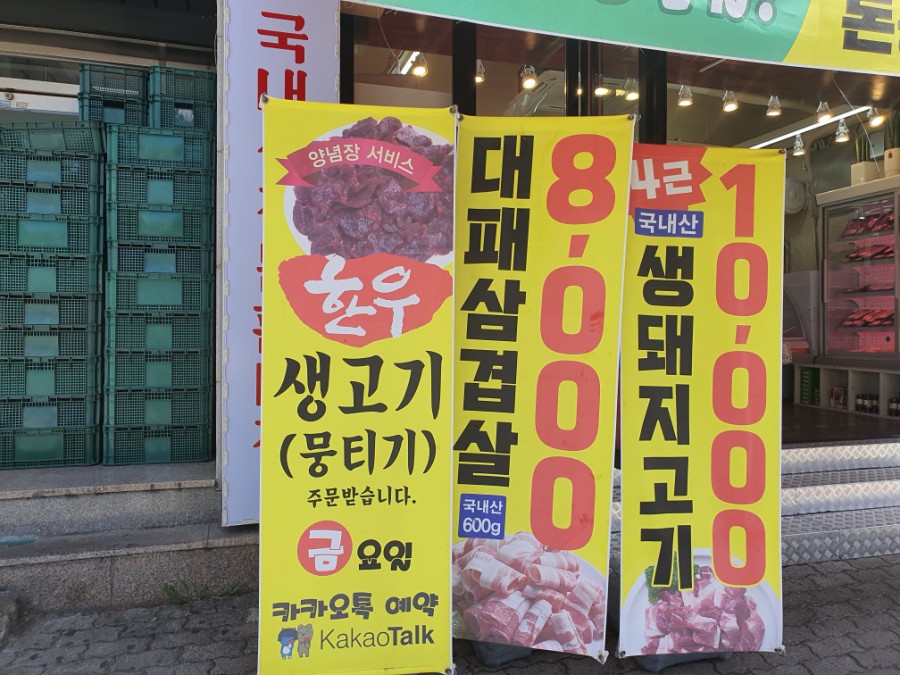 국내
양념장 서비스
한우
생고기
(뭉티기)
주문받습니다.
금요일
카카오톡 예약
KakaoTalk
대패삼겹살
8,000
국내산
600g
4근
국내산
생돼지고기
10,000
돈